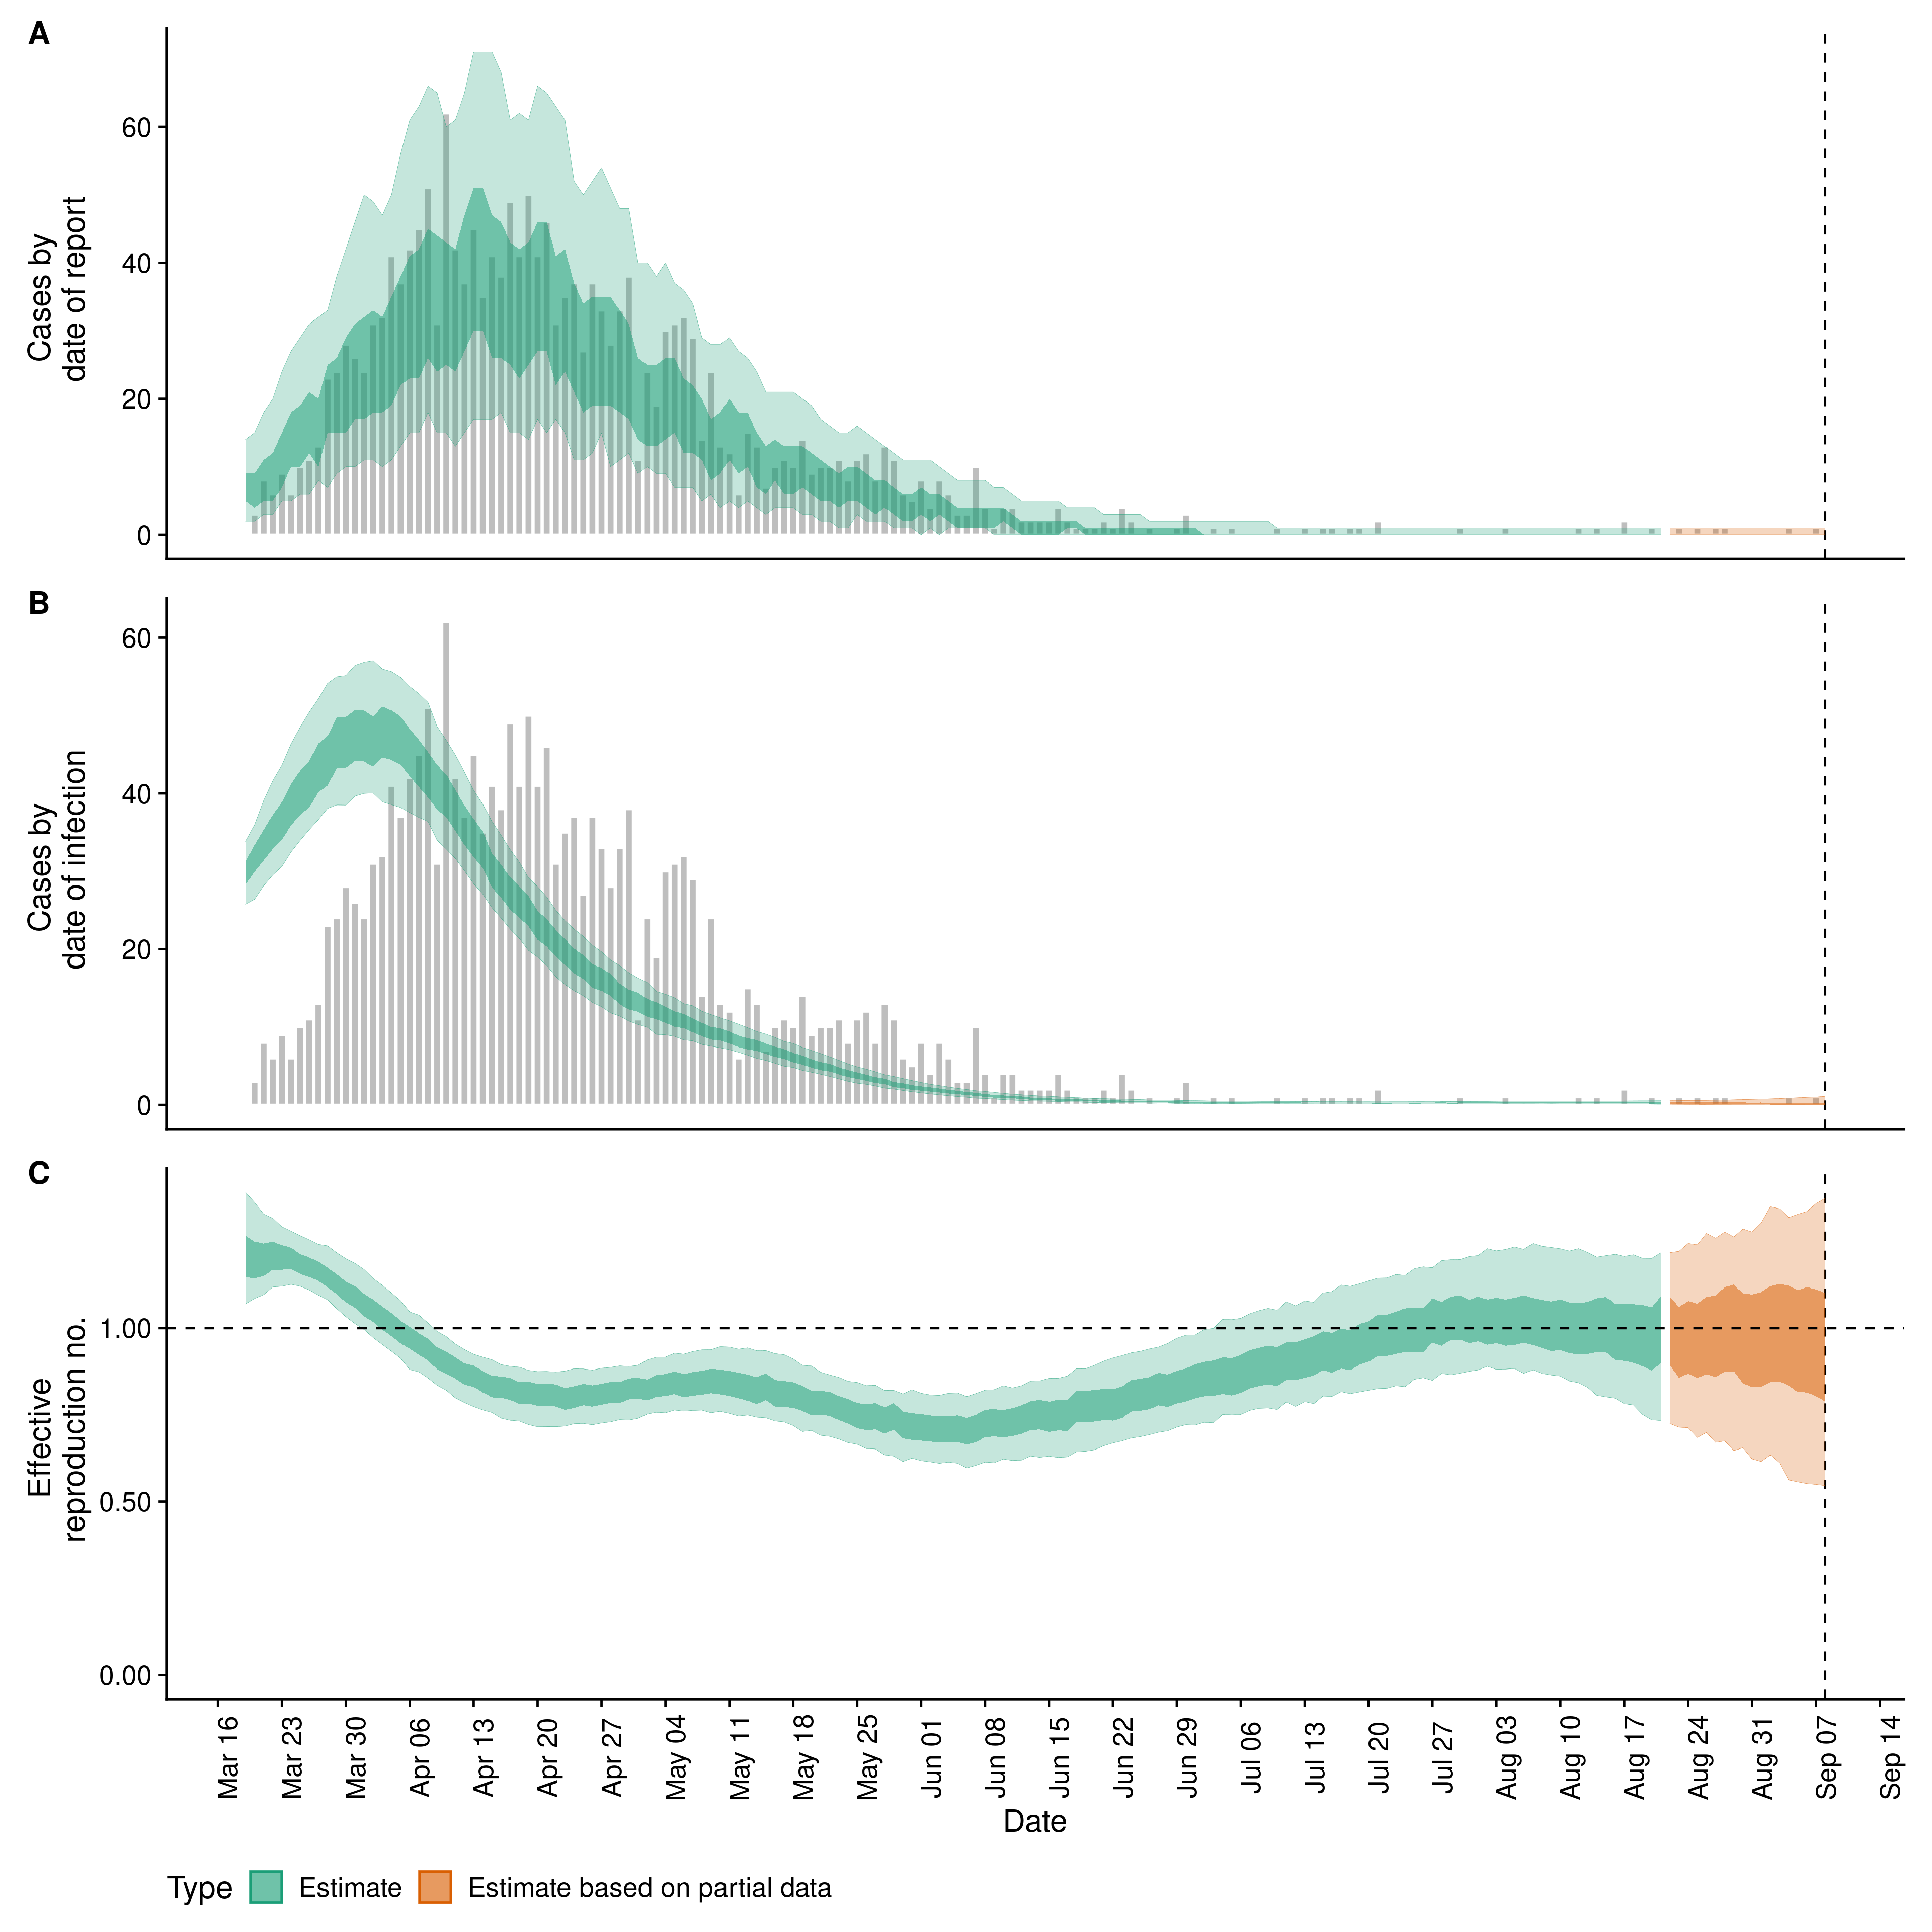 A
Cases by
date of report
60
40
20
0
B
Cases by
date of infection
60
40
20
0
C
Effective
reproduction no.
1.00
0.50
0.00
Mar 16
Mar 23
Mar 30
Apr 06
Apr 13
Apr 20
Apr 27
May 04
May 11
May 18
May 25
Jun 01
Jun 08
Jun 15
Jun 22
Jun 29
Jul 06
Jul 13
Jul 20
Jul 27
Aug 03
Aug 10
Aug 17
Aug 24
Aug 31
Sep 07
Sep 14
Date
Type
Estimate
Estimate based on partial data